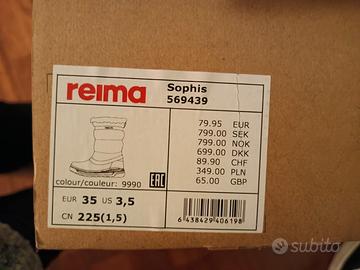 reima
Sophis
569439
79.95 EUR
799.00 SEK
799.00 NOK
699.00 DKK
89.90 CHF
349.00 PLN
65.00 GBP
colour/couleur: 9990
EAC
EUR 35 US 3,5
CN 225(1,5)
6 438429 406198
subito